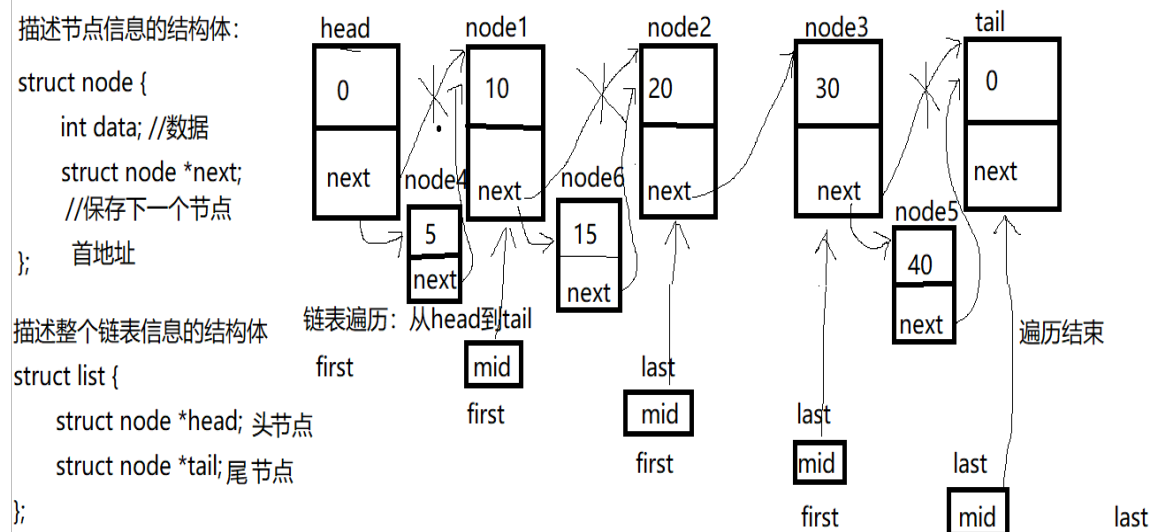 描述节点信息的结构体：
struct node {
int data; //数据
struct node *next;
//保存下一个节点
首地址
};
描述整个链表信息的结构体
struct list {
struct node *head; 头节点
struct node *tail; 尾节点
};
head node1 node2 node3 tail
0 10 20 30 0
next next next next next
node4 node6 node5
5 15 40
next next next
链表遍历：从head到tail
遍历结束
first mid last
first mid last
first mid last
first mid last